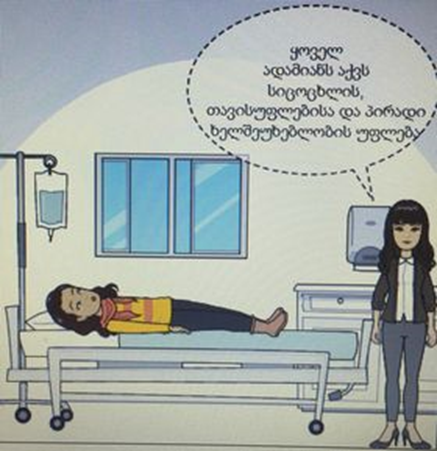 ყოველ
ადამიანს აქვს
სიცოცხლის,
თავისუფლებისა და პირადი
ხელშეუხებლობის უფლება